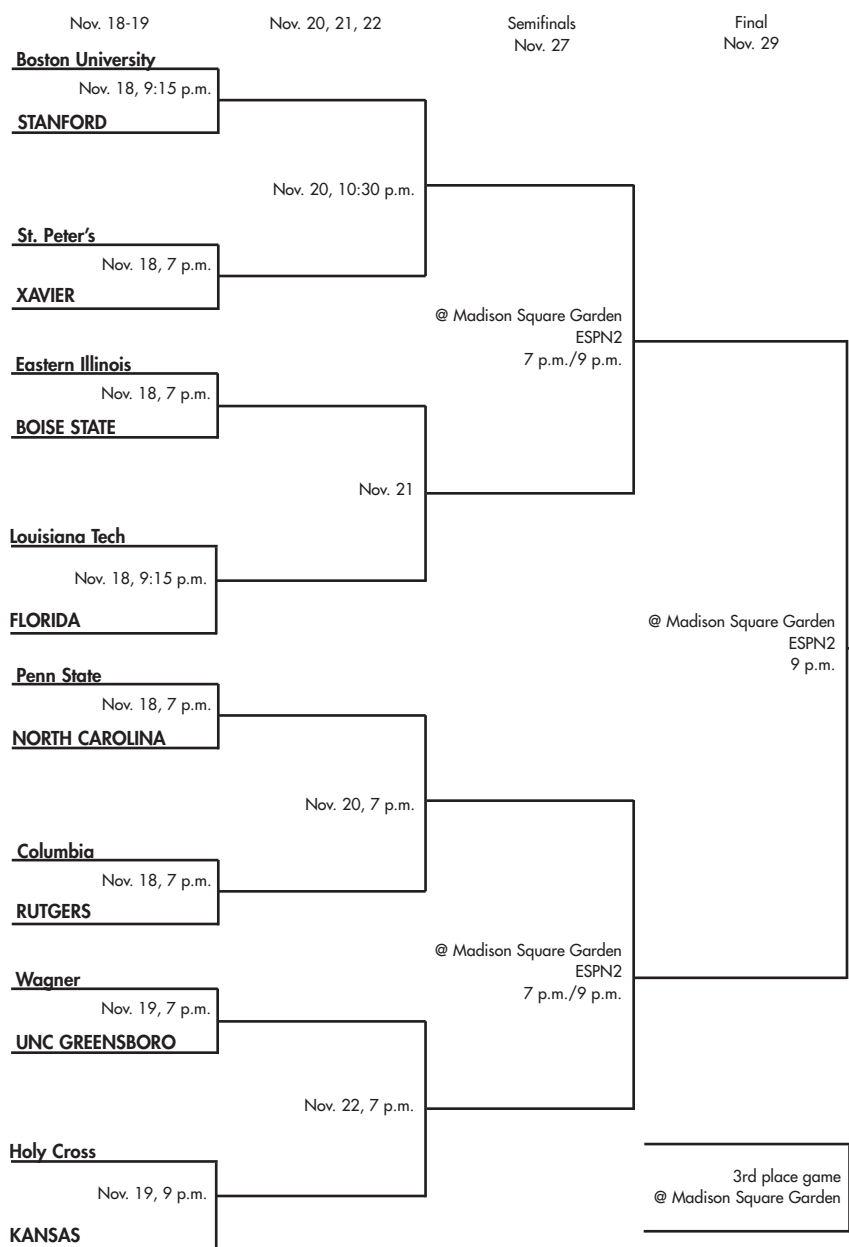 Nov. 18-19
Nov. 20, 21, 22
Semifinals
Nov. 27
Final
Nov. 29
Boston University
Nov. 18, 9:15 p.m.
STANFORD
Nov. 20, 10:30 p.m.
St. Peter's
Nov. 18, 7 p.m.
XAVIER
@ Madison Square Garden
ESPN2
7 p.m./9 p.m.
Eastern Illinois
Nov. 18, 7 p.m.
BOISE STATE
Nov. 21
Louisiana Tech
Nov. 18, 9:15 p.m.
FLORIDA
@ Madison Square Garden
ESPN2
9 p.m.
Penn State
Nov. 18, 7 p.m.
NORTH CAROLINA
Nov. 20, 7 p.m.
Columbia
Nov. 18, 7 p.m.
RUTGERS
@ Madison Square Garden
ESPN2
7 p.m./9 p.m.
Wagner
Nov. 19, 7 p.m.
UNC GREENSBORO
Nov. 22, 7 p.m.
Holy Cross
Nov. 19, 9 p.m.
KANSAS
3rd place game
@ Madison Square Garden